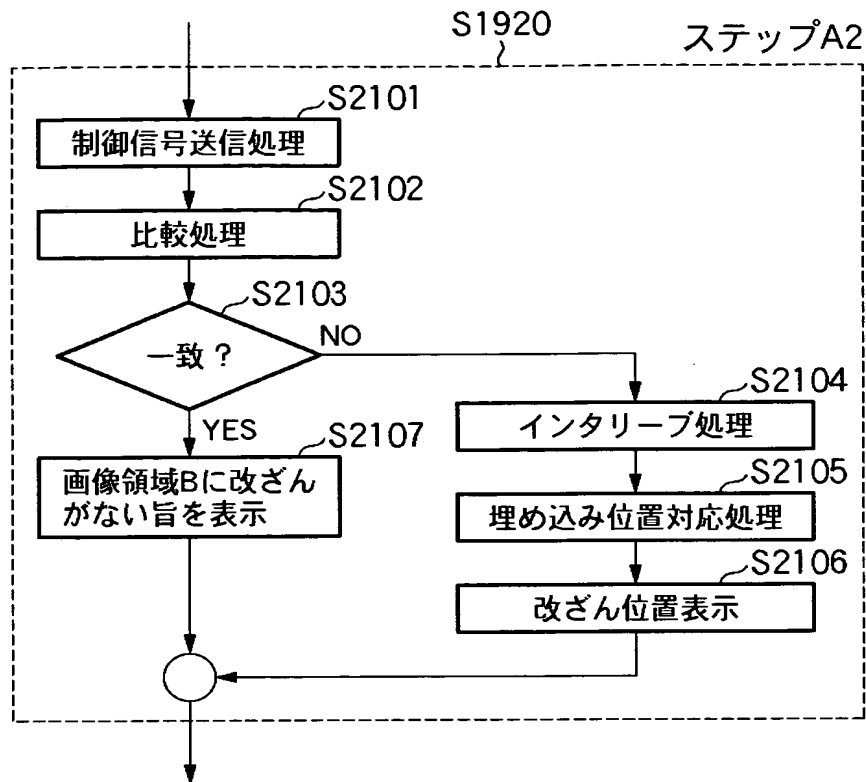 S1920
ステップA2
S2101
制御信号送信処理
S2102
比較処理
S2103
一致？
NO
YES
S2104
インタリーブ処理
S2105
埋め込み位置対応処理
S2106
改ざん位置表示
S2107
画像領域Bに改ざん
がない旨を表示